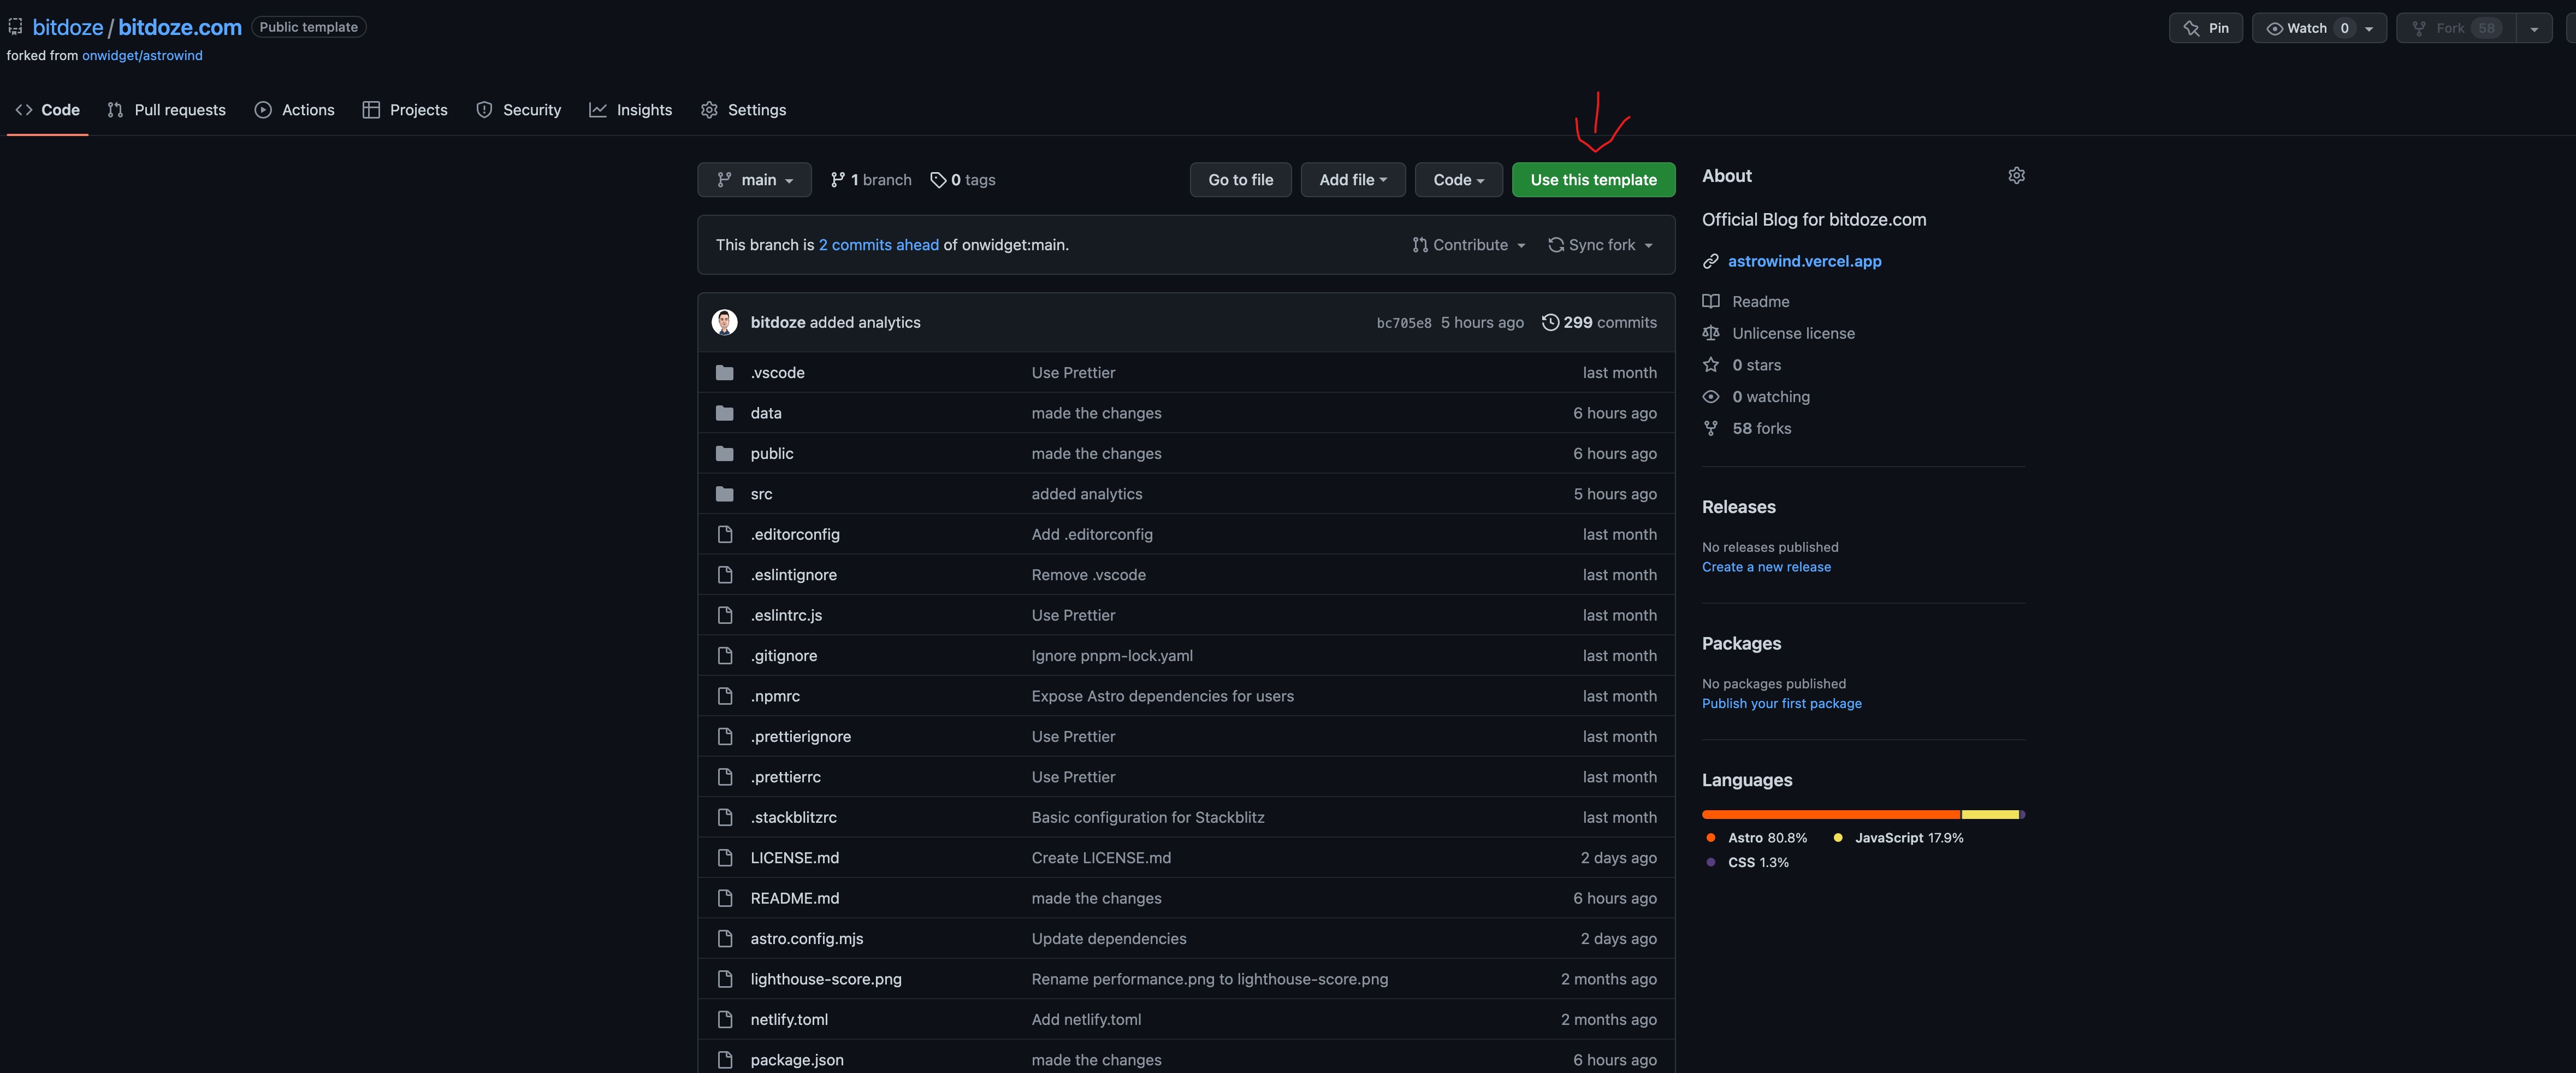 bitdoze / bitdoze.com Public template
Pin Watch 0 Fork 58
forked from onwidget/astrowind
Code Pull requests Actions Projects Security Insights Settings
main 1 branch 0 tags Go to file Add file Code Use this template
This branch is 2 commits ahead of onwidget:main. Contribute Sync fork
bitdoze added analytics bc705e8 5 hours ago 299 commits
.vscode Use Prettier last month
data made the changes 6 hours ago
public made the changes 6 hours ago
src added analytics 5 hours ago
.editorconfig Add .editorconfig last month
.eslintignore Remove .vscode last month
.eslintrc.js Use Prettier last month
.gitignore Ignore pnpm-lock.yaml last month
.npmrc Expose Astro dependencies for users last month
.prettierignore Use Prettier last month
.prettierrc Use Prettier last month
.stackblitzrc Basic configuration for Stackblitz last month
LICENSE.md Create LICENSE.md 2 days ago
README.md made the changes 6 hours ago
astro.config.mjs Update dependencies 2 days ago
lighthouse-score.png Rename performance.png to lighthouse-score.png 2 months ago
netlify.toml Add netlify.toml 2 months ago
package.json made the changes 6 hours ago
About
Official Blog for bitdoze.com
astrowind.vercel.app
Readme
Unlicense license
0 stars
0 watching
58 forks
Releases
No releases published
Create a new release
Packages
No packages published
Publish your first package
Languages
Astro 80.8% JavaScript 17.9%
CSS 1.3%